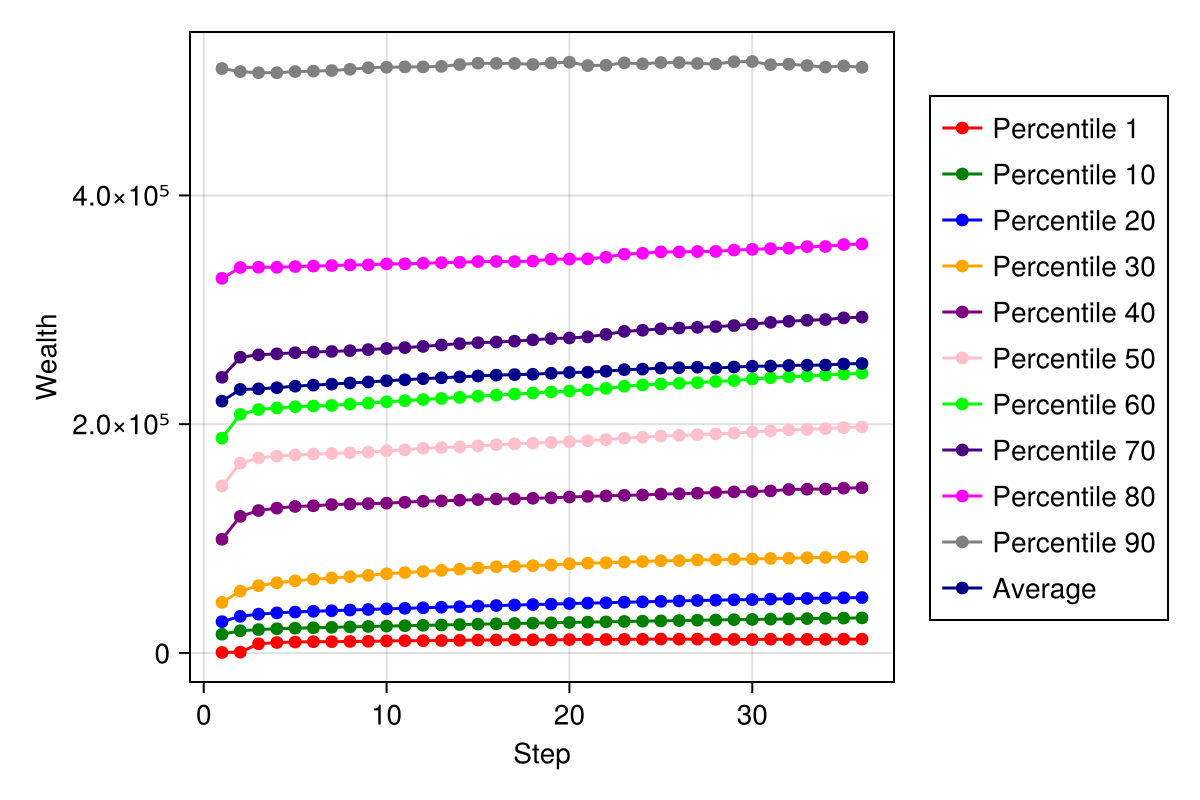 4.0×10⁵
2.0×10⁵
0
Wealth
0 10 20 30
Step
Percentile 1
Percentile 10
Percentile 20
Percentile 30
Percentile 40
Percentile 50
Percentile 60
Percentile 70
Percentile 80
Percentile 90
Average